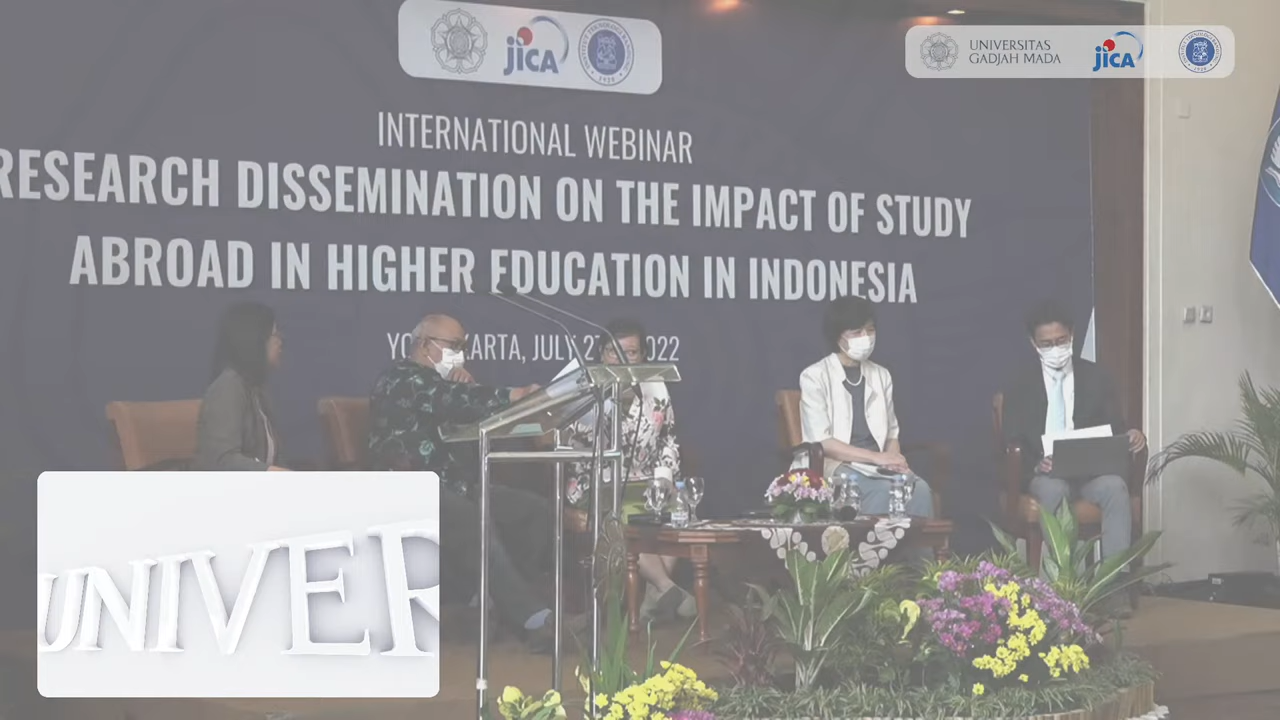 JICA
UNIVERSITAS
GADJAH MADA
JICA
INTERNATIONAL WEBINAR
RESEARCH DISSEMINATION ON THE IMPACT OF STUDY
ABROAD IN HIGHER EDUCATION IN INDONESIA
JULY
UNIVER